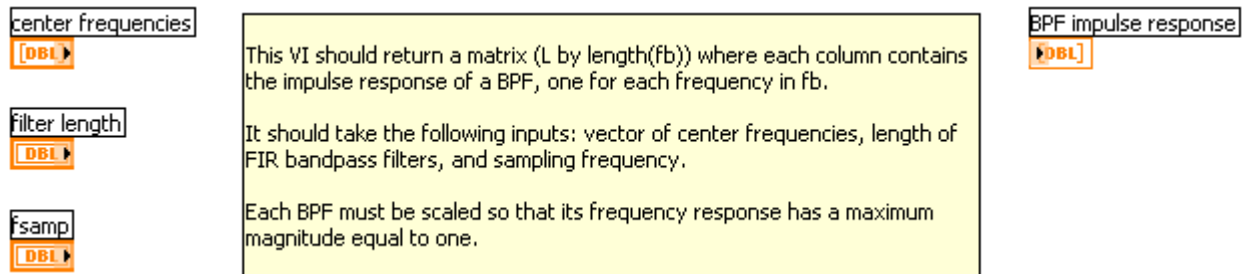 center frequencies
[DBL]
filter length
DBL
fsamp
DBL
This VI should return a matrix (L by length(fb)) where each column contains
the impulse response of a BPF, one for each frequency in fb.
It should take the following inputs: vector of center frequencies, length of
FIR bandpass filters, and sampling frequency.
Each BPF must be scaled so that its frequency response has a maximum
magnitude equal to one.
BPF impulse response
[DBL]